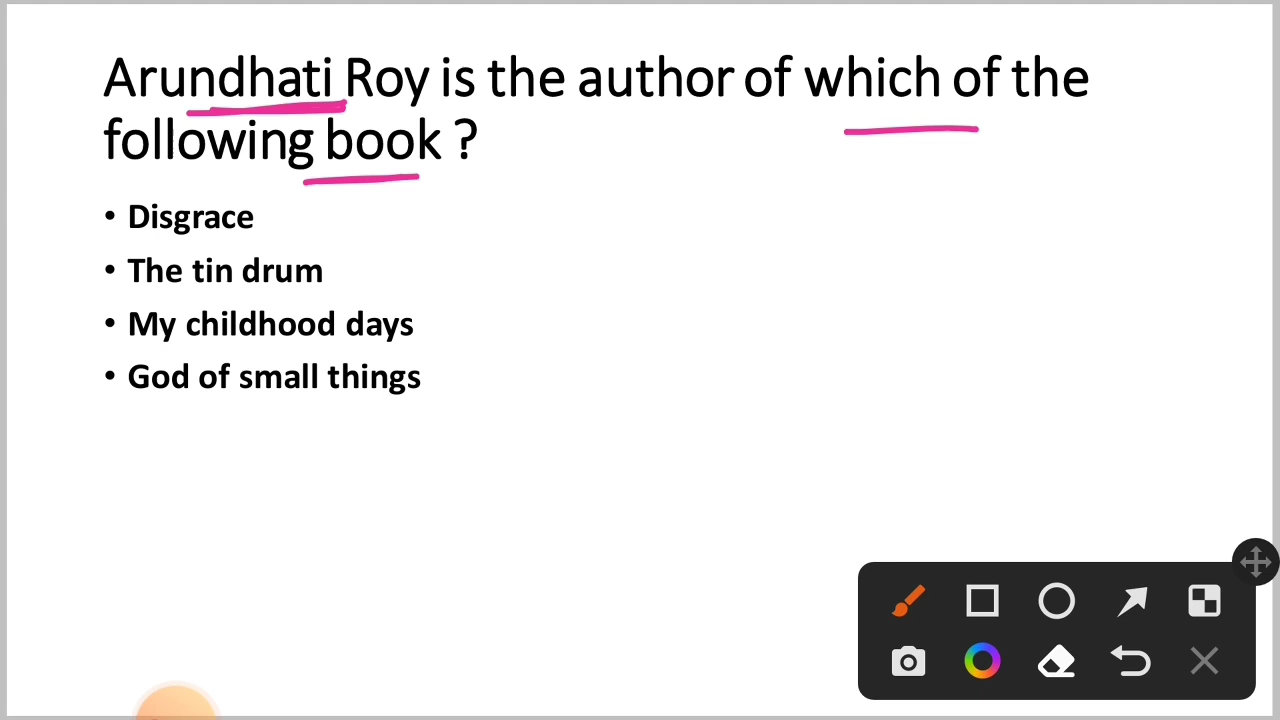 Arundhati Roy is the author of which of the
following book ?
• Disgrace
• The tin drum
• My childhood days
• God of small things